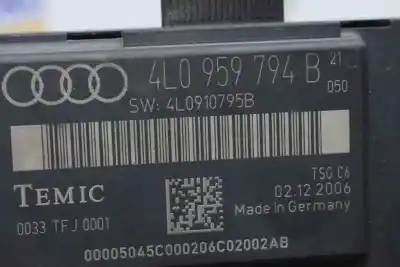 4L0 959 794 B 21
050
SW: 4L0910795B
TEMIC
TSG C6
02.12.2006
0033 TFJ 0001
Made in Germany
00005045C000206C02002AB